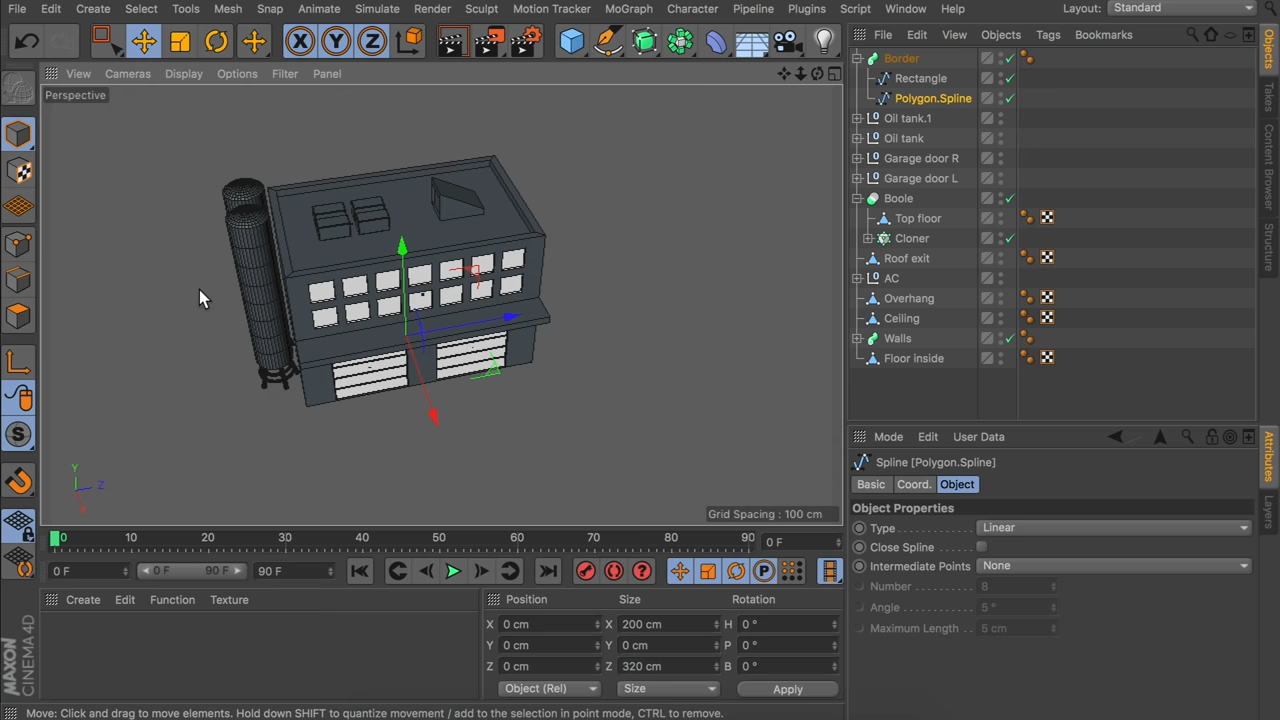 File Edit Create Select Tools Mesh Snap Animate Simulate Render Sculpt Motion Tracker MoGraph Character Pipeline Plugins Script Window Help Layout: Standard
File Edit View Objects Tags Bookmarks
View Cameras Display Options Filter Panel
Perspective
Border
Rectangle
Polygon.Spline
Oil tank.1
Oil tank
Garage door R
Garage door L
Boole
Top floor
Cloner
Roof exit
AC
Overhang
Ceiling
Walls
Floor inside
Objects
Takes
Content Browser
Structure
Y
Z
X
Grid Spacing : 100 cm
Mode Edit User Data
Spline [Polygon.Spline]
Basic Coord. Object
Object Properties
Type Linear
Close Spline
Intermediate Points None
Number 8
Angle 5 °
Maximum Length 5 cm
Attributes
Layers
0 10 20 30 40 50 60 70 80 90 0 F
0 F 0 F 90 F 90 F
Create Edit Function Texture
Position Size Rotation
X 0 cm X 200 cm H 0 °
Y 0 cm Y 0 cm P 0 °
Z 0 cm Z 320 cm B 0 °
Object (Rel) Size Apply
MAXON
CINEMA 4D
Move: Click and drag to move elements. Hold down SHIFT to quantize movement / add to the selection in point mode, CTRL to remove.